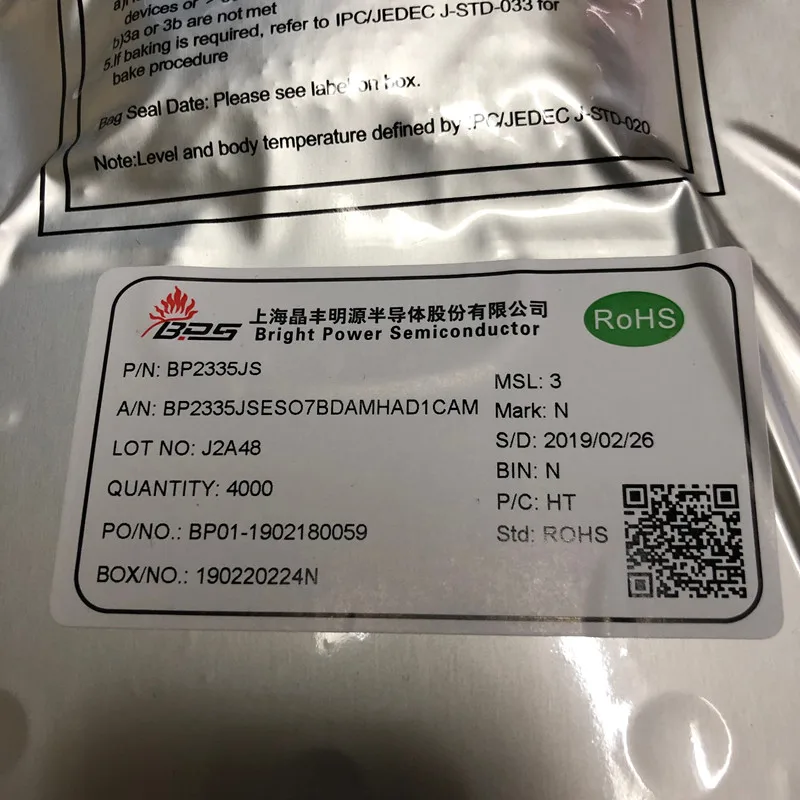 devices or
b)3a or 3b are not met
5.If baking is required, refer to IPC/JEDEC J-STD-033 for
bake procedure
Bag Seal Date: Please see label on box.
Note:Level and body temperature defined by IPC/JEDEC J-STD-020
BPS
上海晶丰明源半导体股份有限公司
Bright Power Semiconductor
RoHS
P/N: BP2335JS
A/N: BP2335JSESO7BDAMHAD1CAM
LOT NO: J2A48
QUANTITY: 4000
PO/NO.: BP01-1902180059
BOX/NO.: 190220224N
MSL: 3
Mark: N
S/D: 2019/02/26
BIN: N
P/C: HT
Std: ROHS